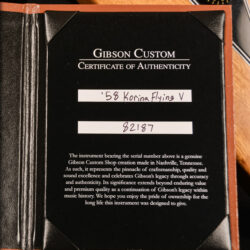 GIBSON CUSTOM
CERTIFICATE OF AUTHENTICITY
'58 Korina Flying V
82187
The instrument bearing the serial number above is a genuine
Gibson Custom Shop creation made in Nashville, Tennessee.
As such, it represents the pinnacle of craftsmanship, quality and
sound excellence and celebrates Gibson's legacy through accuracy
and authenticity. Its significance extends beyond enduring value
and premium quality as a continuation of Gibson's legacy within
music history. We hope you enjoy the pride of ownership for the
long life this instrument was designed to give.